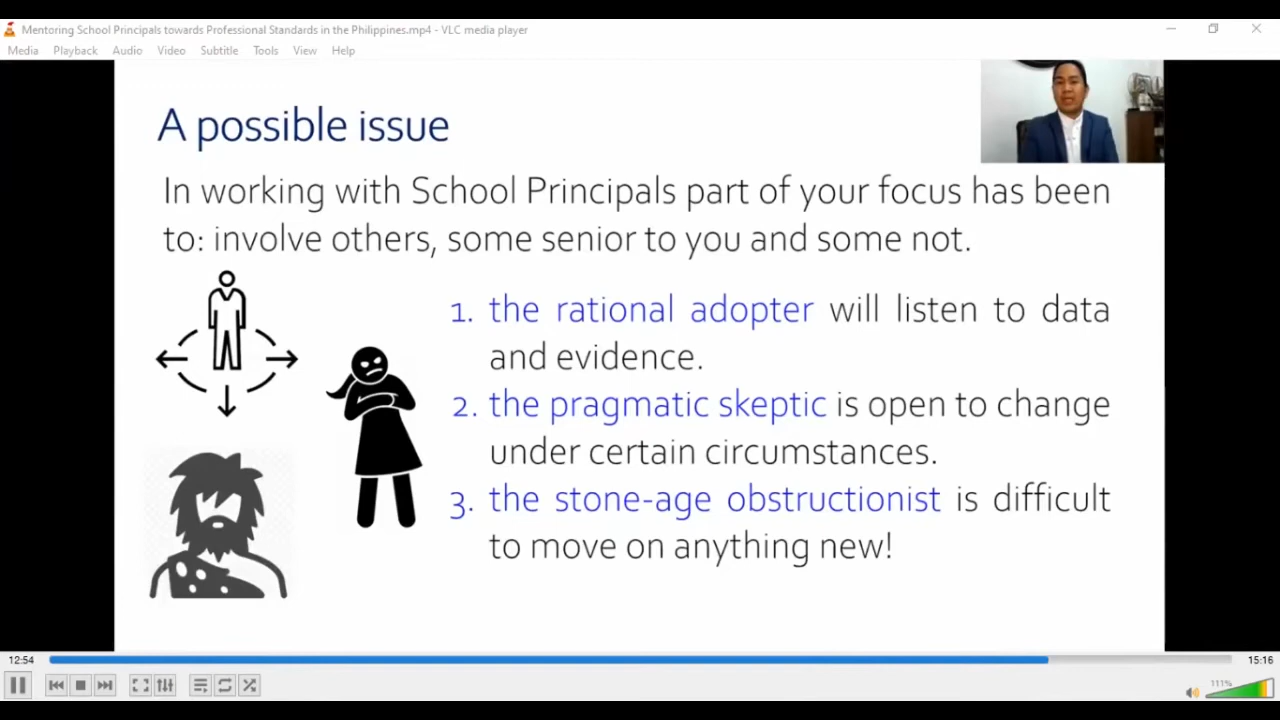 Mentoring School Principals towards Professional Standards in the Philippines.mp4 - VLC media player
Media Playback Audio Video Subtitle Tools View Help
A possible issue
In working with School Principals part of your focus has been
to: involve others, some senior to you and some not.
1. the rational adopter will listen to data
and evidence.
2. the pragmatic skeptic is open to change
under certain circumstances.
3. the stone-age obstructionist is difficult
to move on anything new!
12:54
15:16
111%